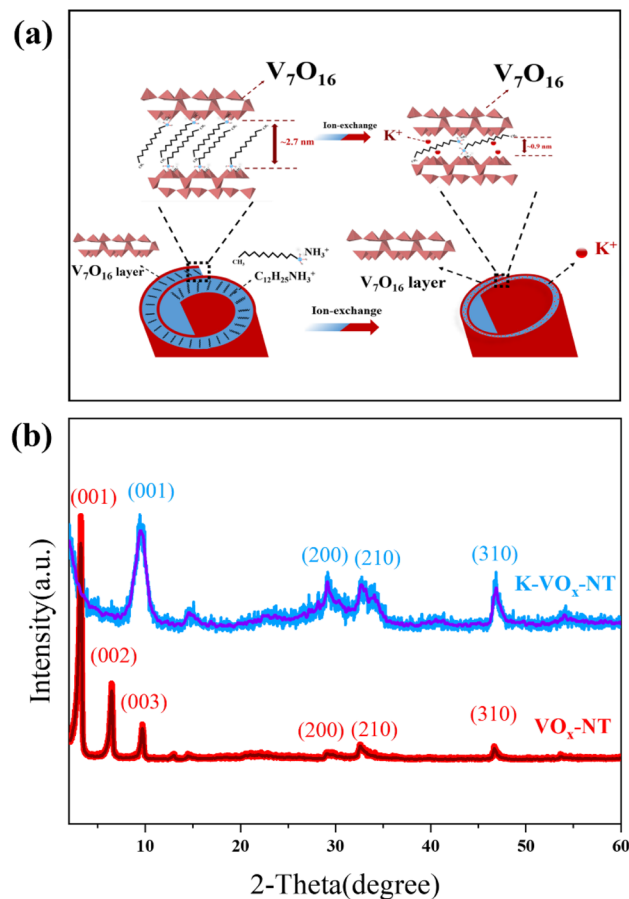 (a)
V₇O₁₆
V₇O₁₆
Ion-exchange
K⁺
~2.7 nm
~0.9 nm
V₇O₁₆ layer
CH₃
NH₃⁺
C₁₂H₂₅NH₃⁺
Ion-exchange
V₇O₁₆ layer
K⁺
(b)
(001)
(001)
(200)
(210)
(310)
K-VOₓ-NT
(002)
(003)
(200)
(210)
(310)
VOₓ-NT
Intensity(a.u.)
10 20 30 40 50 60
2-Theta(degree)